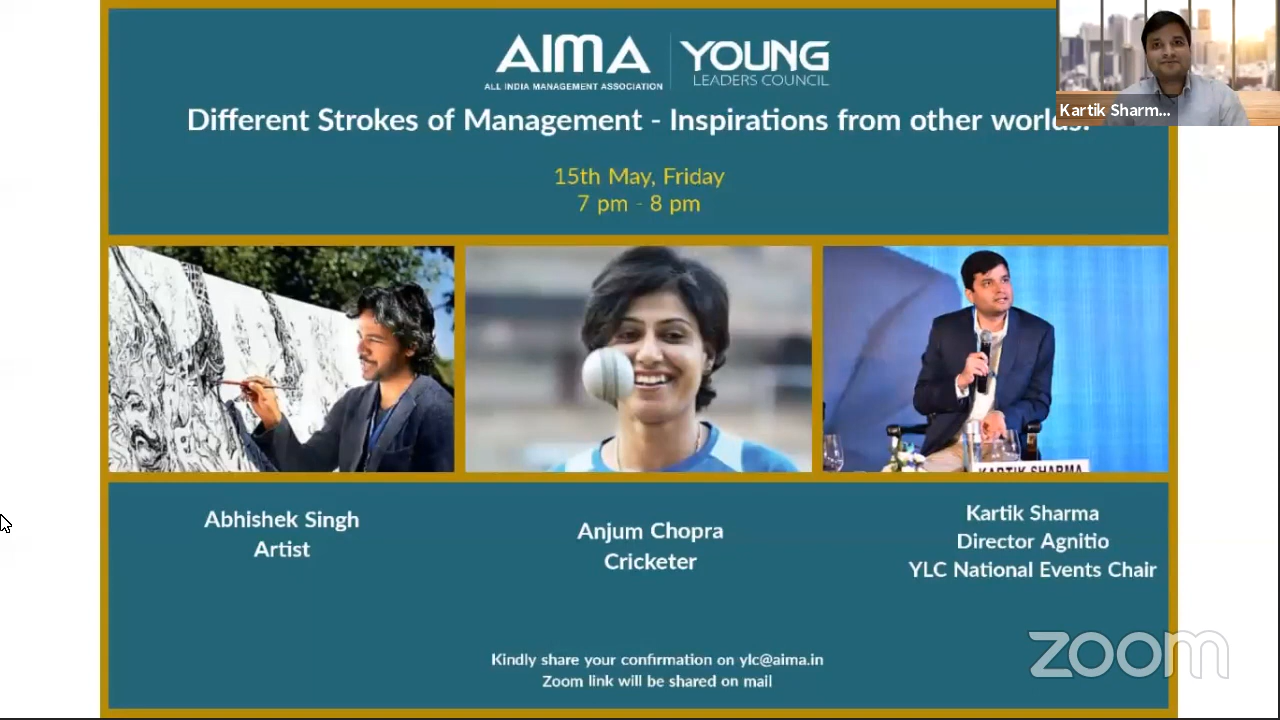 AIMA
ALL INDIA MANAGEMENT ASSOCIATION
YOUNG
LEADERS COUNCIL
Kartik Sharm...
Different Strokes of Management - Inspirations from other worlds.
15th May, Friday
7 pm - 8 pm
KARTIK SHARMA
Abhishek Singh
Artist
Anjum Chopra
Cricketer
Kartik Sharma
Director Agnitio
YLC National Events Chair
Kindly share your confirmation on ylc@aima.in
Zoom link will be shared on mail
zoom